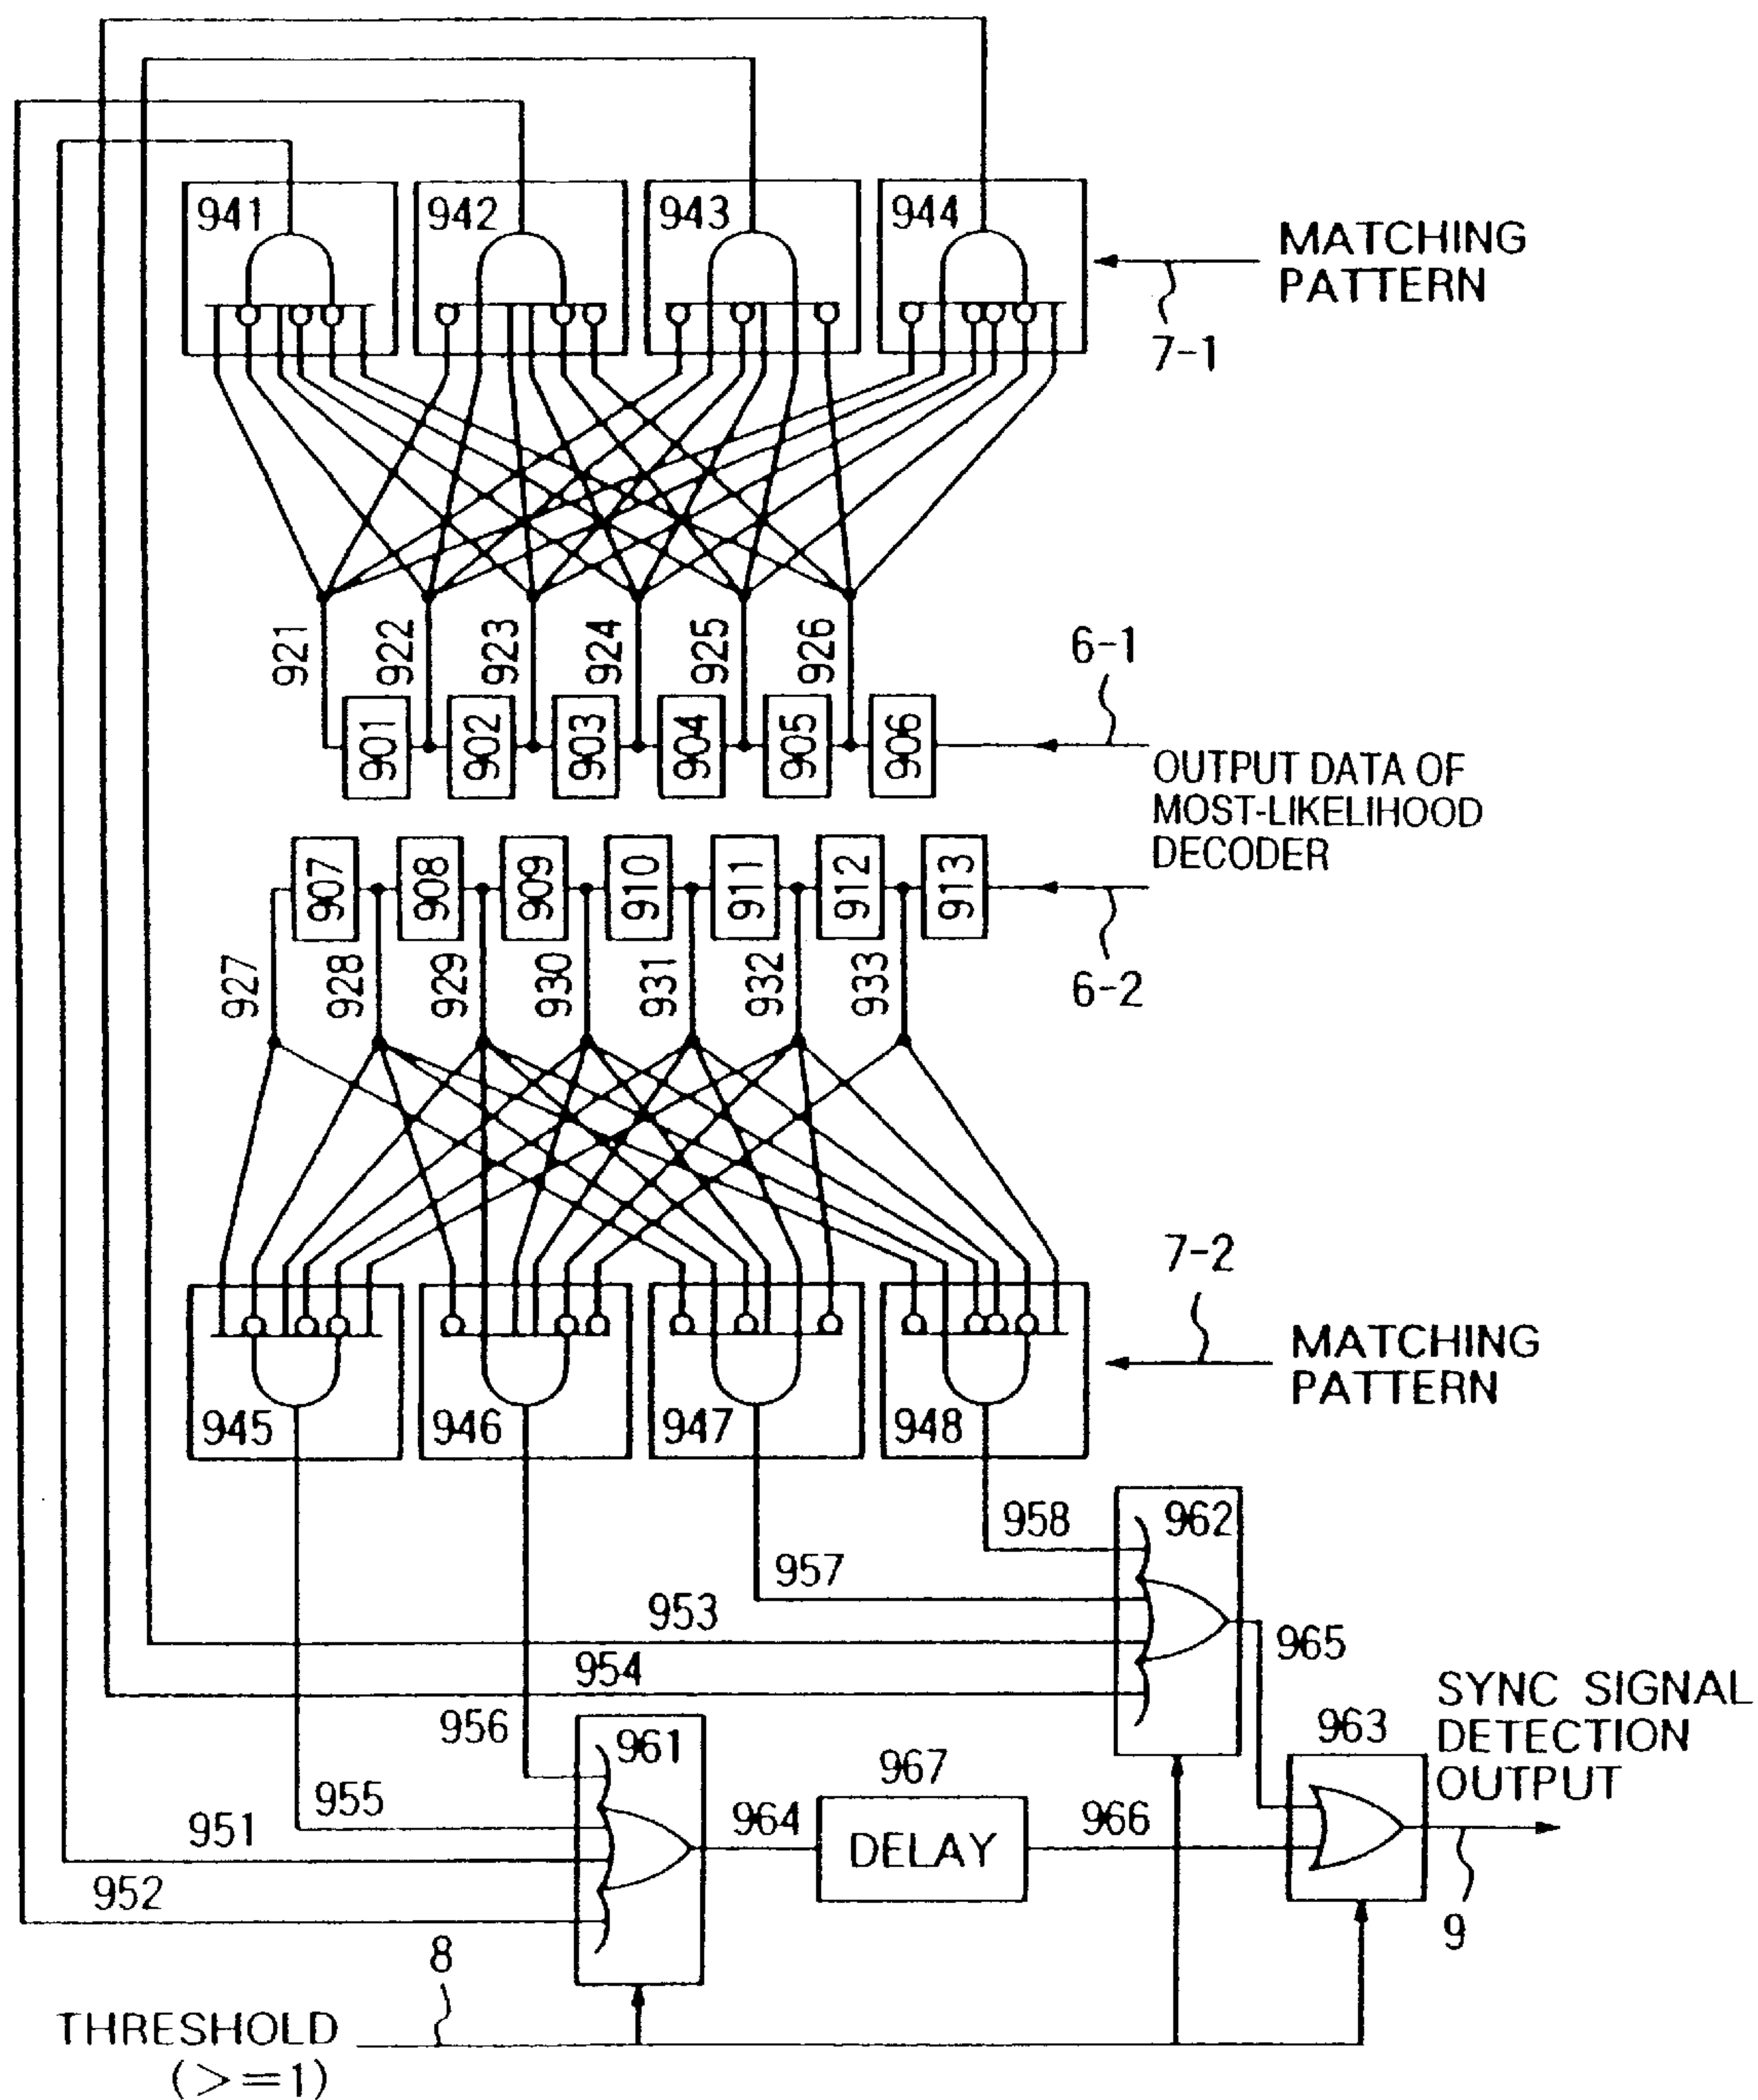 941 942 943 944
MATCHING
PATTERN
7-1
921 922 923 924 925 926
6-1
901 902 903 904 905 906
OUTPUT DATA OF
MOST-LIKELIHOOD
DECODER
907 908 909 910 911 912 913
927 928 929 930 931 932 933
6-2
7-2
MATCHING
PATTERN
945 946 947 948
958 962
957
953
965
954
SYNC SIGNAL
DETECTION
OUTPUT
956 961 963
967
955
951 964 DELAY 966
952
8 9
THRESHOLD
(>=1)